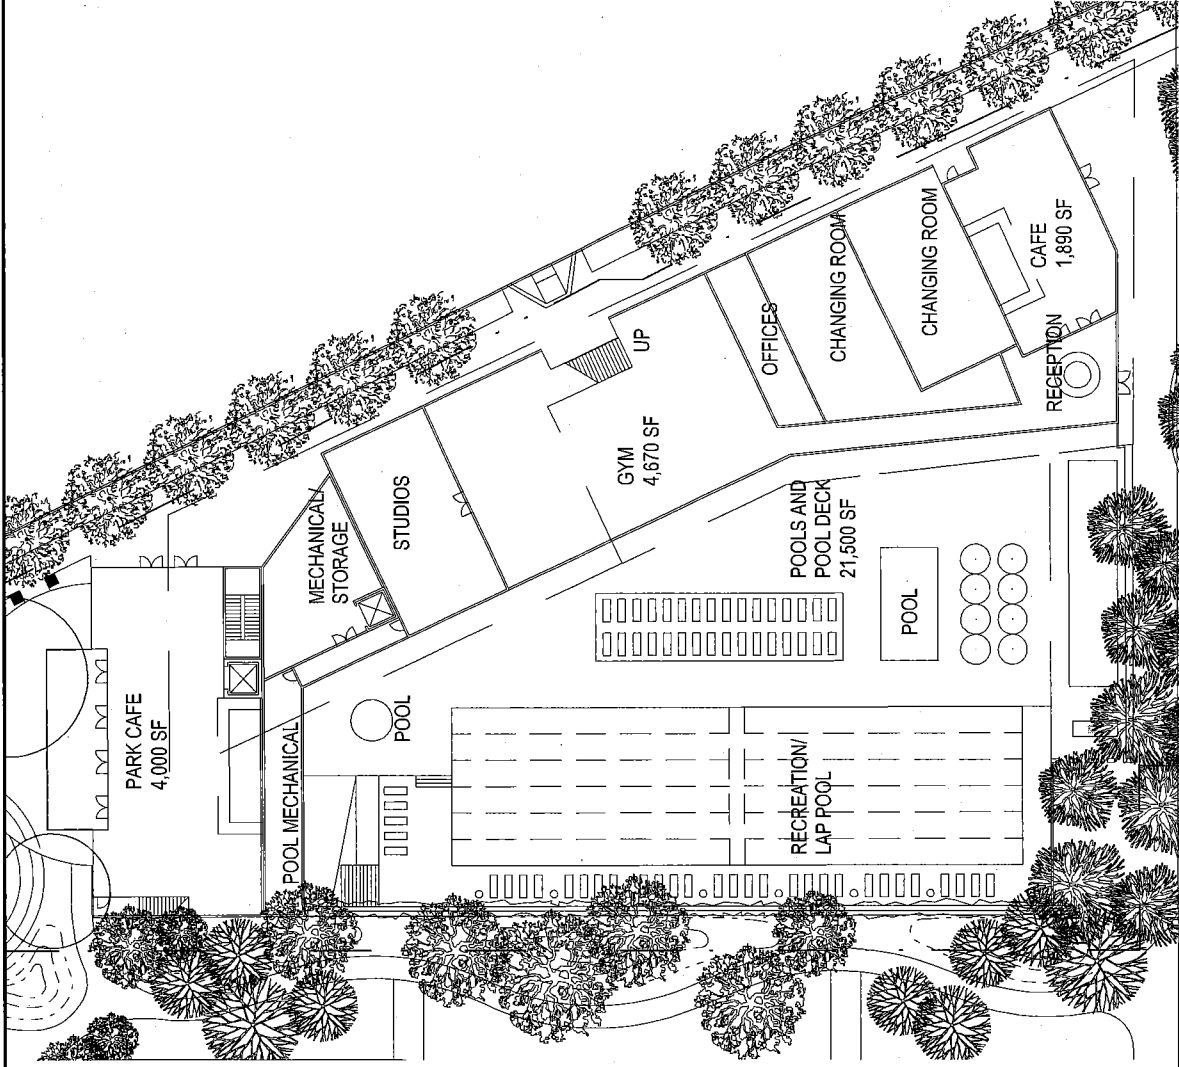 PARK CAFE
4,000 SF
POOL MECHANICAL
MECHANICAL/
STORAGE
STUDIOS
POOL
GYM
4,670 SF
UP
OFFICES
CHANGING ROOM
CHANGING ROOM
CAFE
1,890 SF
RECEPTION
POOLS AND
POOL DECK
21,500 SF
POOL
RECREATION/
LAP POOL